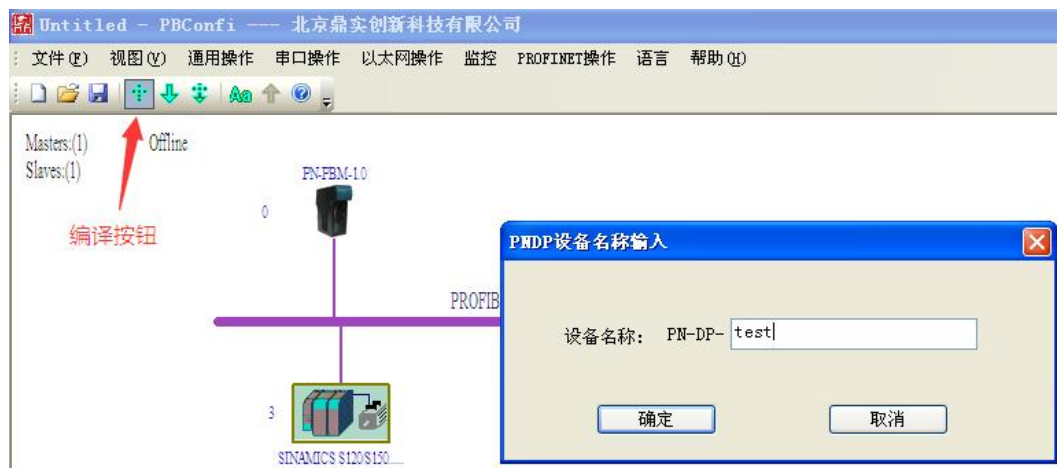 Untitled - PBConfi --- 北京鼎实创新科技有限公司
文件(F) 视图(V) 通用操作 串口操作 以太网操作 监控 PROFINET操作 语言 帮助(H)
Aa
Masters:(1) Offline
Slaves:(1)
PN-PBM-1.0
0
编译按钮
PROFIB
3
SINAMICS S120/S150......
PNDP设备名称输入
设备名称: PN-DP- test
确定 取消